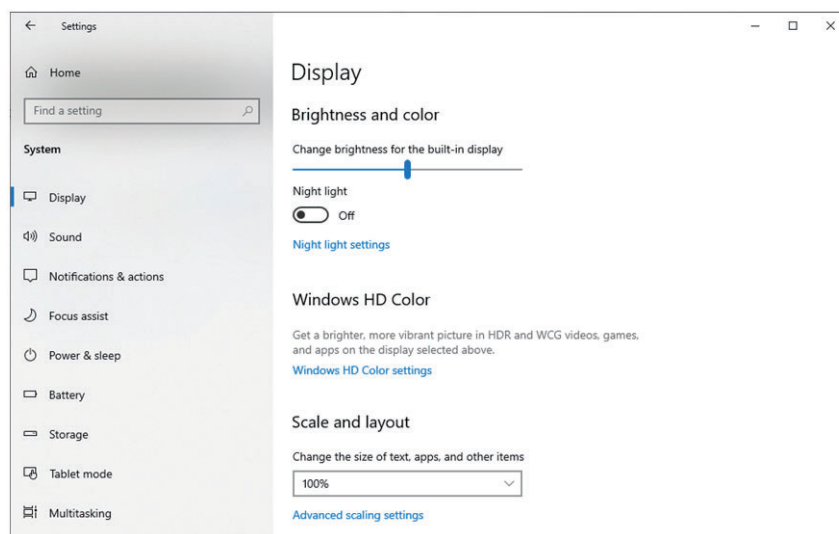 Settings
Home
Find a setting
System
Display
Sound
Notifications & actions
Focus assist
Power & sleep
Battery
Storage
Tablet mode
Multitasking
Display
Brightness and color
Change brightness for the built-in display
Night light
Off
Night light settings
Windows HD Color
Get a brighter, more vibrant picture in HDR and WCG videos, games,
and apps on the display selected above.
Windows HD Color settings
Scale and layout
Change the size of text, apps, and other items
100%
Advanced scaling settings